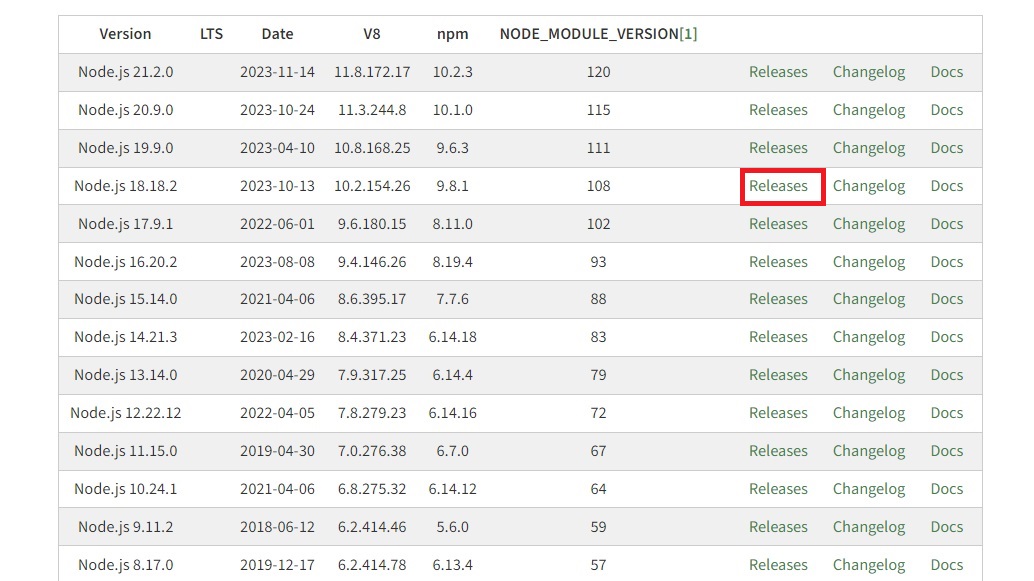 Version LTS Date V8 npm NODE_MODULE_VERSION[1]
Node.js 21.2.0 2023-11-14 11.8.172.17 10.2.3 120 Releases Changelog Docs
Node.js 20.9.0 2023-10-24 11.3.244.8 10.1.0 115 Releases Changelog Docs
Node.js 19.9.0 2023-04-10 10.8.168.25 9.6.3 111 Releases Changelog Docs
Node.js 18.18.2 2023-10-13 10.2.154.26 9.8.1 108 Releases Changelog Docs
Node.js 17.9.1 2022-06-01 9.6.180.15 8.11.0 102 Releases Changelog Docs
Node.js 16.20.2 2023-08-08 9.4.146.26 8.19.4 93 Releases Changelog Docs
Node.js 15.14.0 2021-04-06 8.6.395.17 7.7.6 88 Releases Changelog Docs
Node.js 14.21.3 2023-02-16 8.4.371.23 6.14.18 83 Releases Changelog Docs
Node.js 13.14.0 2020-04-29 7.9.317.25 6.14.4 79 Releases Changelog Docs
Node.js 12.22.12 2022-04-05 7.8.279.23 6.14.16 72 Releases Changelog Docs
Node.js 11.15.0 2019-04-30 7.0.276.38 6.7.0 67 Releases Changelog Docs
Node.js 10.24.1 2021-04-06 6.8.275.32 6.14.12 64 Releases Changelog Docs
Node.js 9.11.2 2018-06-12 6.2.414.46 5.6.0 59 Releases Changelog Docs
Node.js 8.17.0 2019-12-17 6.2.414.78 6.13.4 57 Releases Changelog Docs